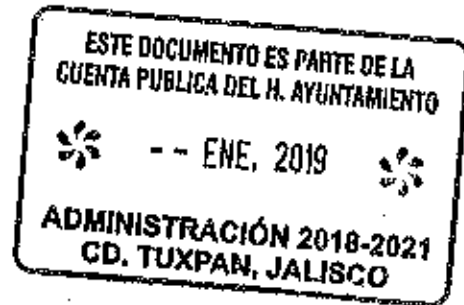 ESTE DOCUMENTO ES PARTE DE LA
CUENTA PUBLICA DEL H. AYUNTAMIENTO
-- ENE, 2019
ADMINISTRACIÓN 2018-2021
CD. TUXPAN, JALISCO